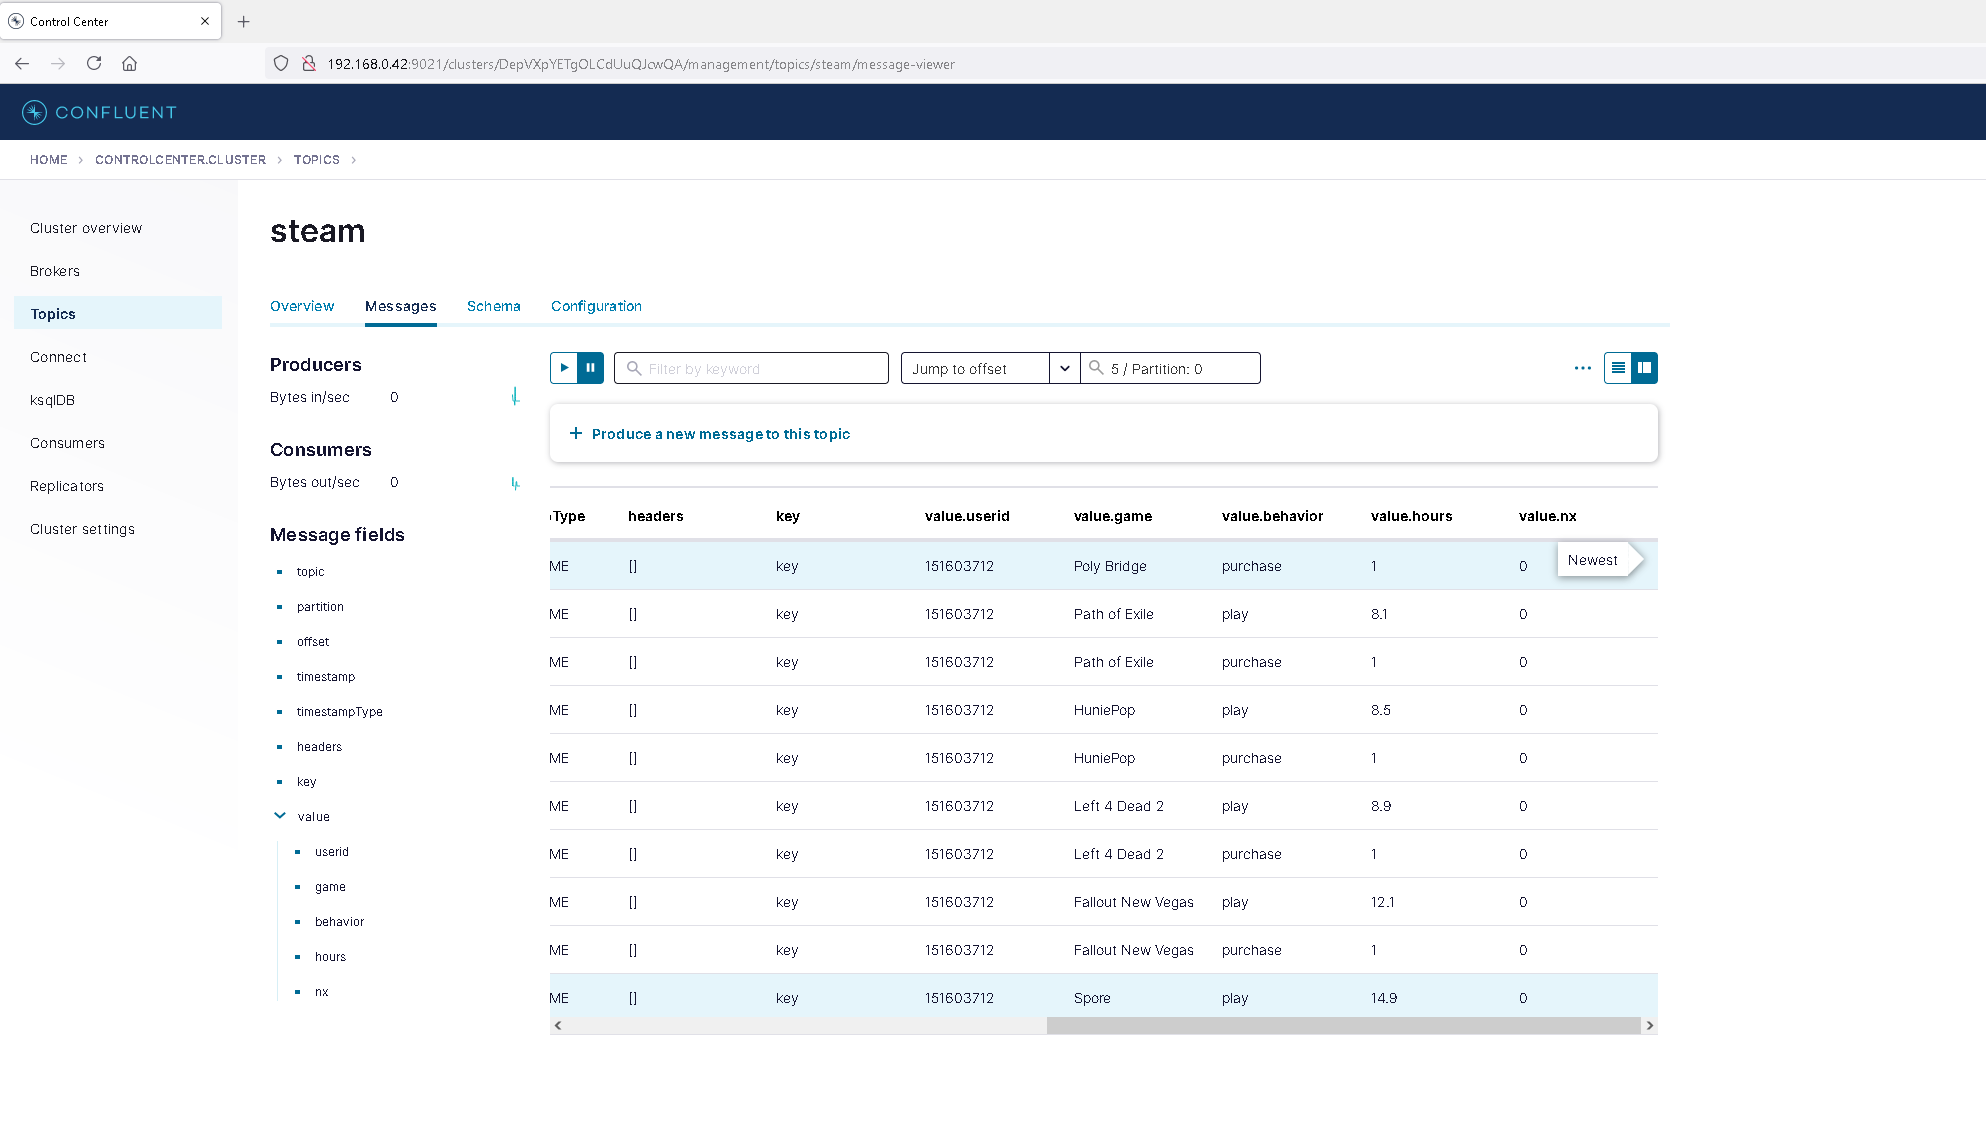 Control Center
192.168.0.42:9021/clusters/DepVXpYETgOLCdUuQJcwQA/management/topics/steam/message-viewer
CONFLUENT
HOME > CONTROLCENTER.CLUSTER > TOPICS >
Cluster overview
Brokers
Topics
Connect
ksqlDB
Consumers
Replicators
Cluster settings
steam
Overview Messages Schema Configuration
Producers
Bytes in/sec 0
Consumers
Bytes out/sec 0
Message fields
topic
partition
offset
timestamp
timestampType
headers
key
value
userid
game
behavior
hours
nx
Filter by keyword Jump to offset 5 / Partition: 0
+ Produce a new message to this topic
Type headers key value.userid value.game value.behavior value.hours value.nx
ME [] key 151603712 Poly Bridge purchase 1 0 Newest
ME [] key 151603712 Path of Exile play 8.1 0
ME [] key 151603712 Path of Exile purchase 1 0
ME [] key 151603712 HuniePop play 8.5 0
ME [] key 151603712 HuniePop purchase 1 0
ME [] key 151603712 Left 4 Dead 2 play 8.9 0
ME [] key 151603712 Left 4 Dead 2 purchase 1 0
ME [] key 151603712 Fallout New Vegas play 12.1 0
ME [] key 151603712 Fallout New Vegas purchase 1 0
ME [] key 151603712 Spore play 14.9 0